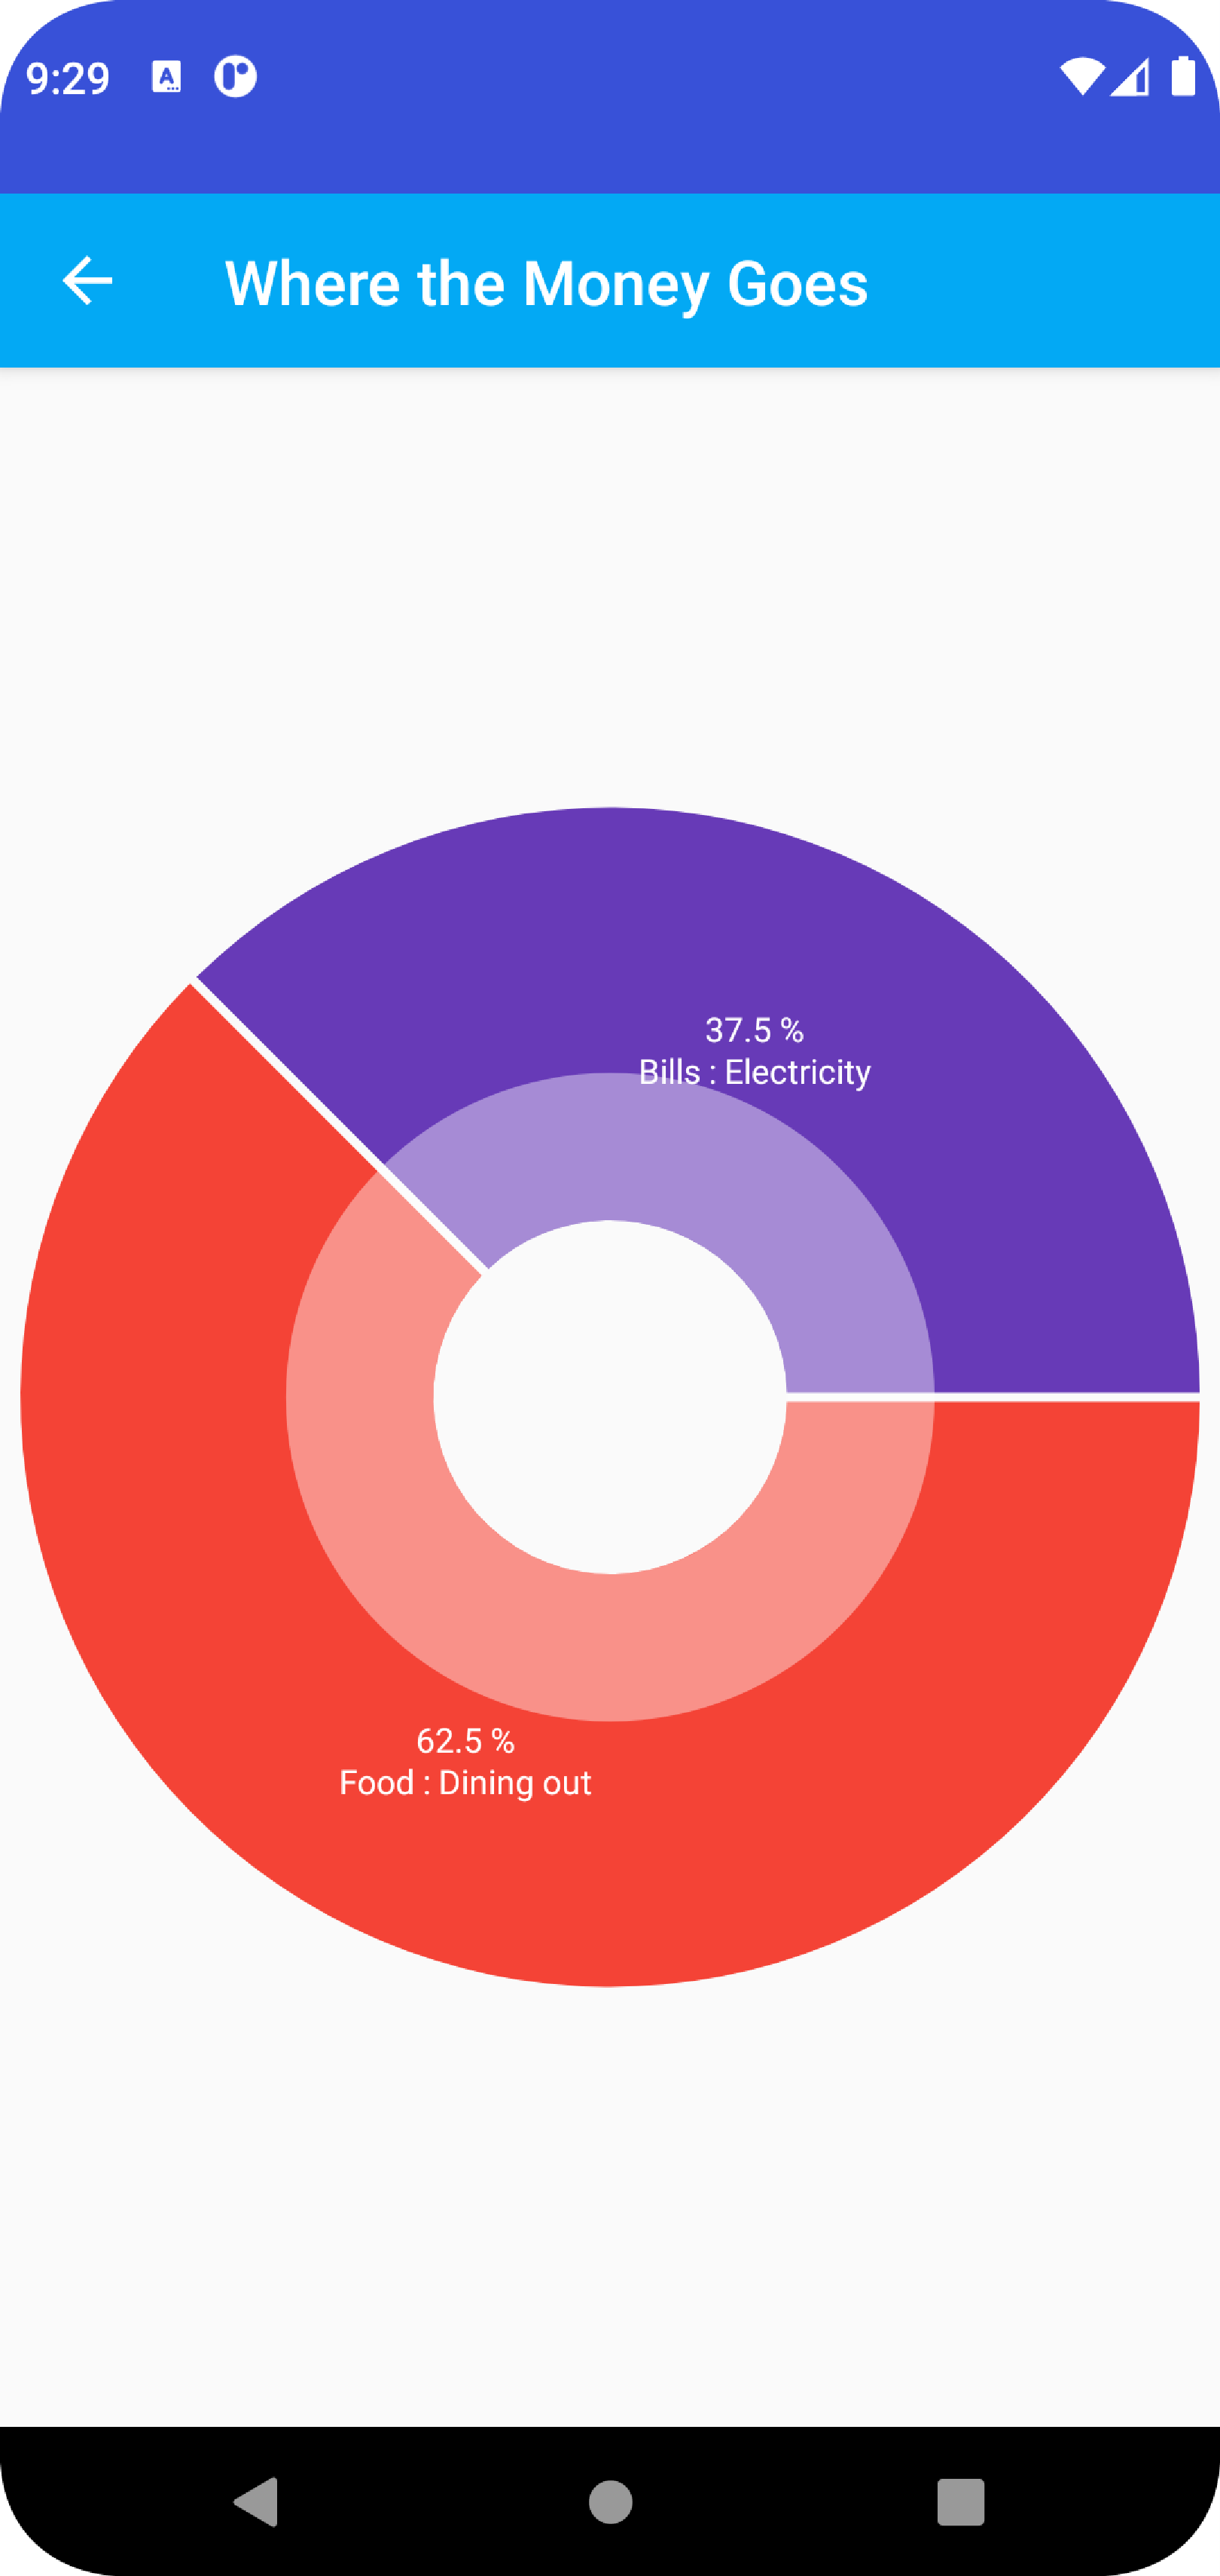 9:29
Where the Money Goes
37.5 %
Bills : Electricity
62.5 %
Food : Dining out